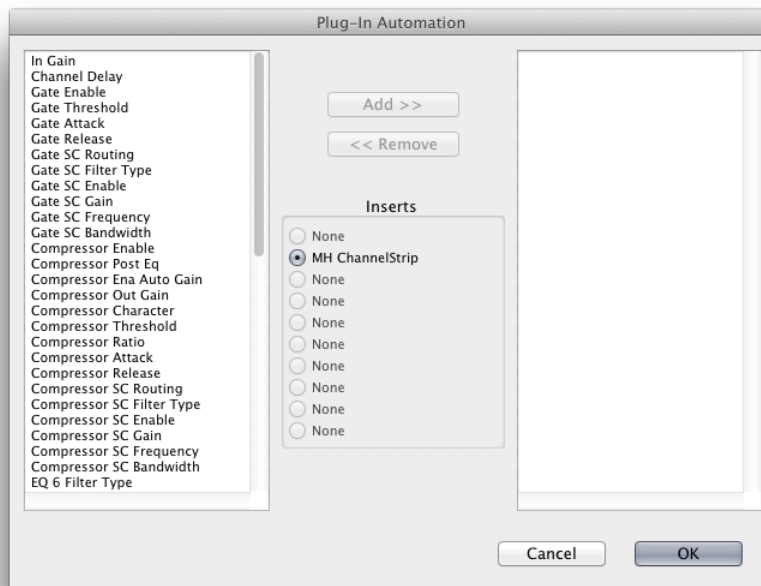 Plug-In Automation
In Gain
Channel Delay
Gate Enable
Gate Threshold
Gate Attack
Gate Release
Gate SC Routing
Gate SC Filter Type
Gate SC Enable
Gate SC Gain
Gate SC Frequency
Gate SC Bandwidth
Compressor Enable
Compressor Post Eq
Compressor Ena Auto Gain
Compressor Out Gain
Compressor Character
Compressor Threshold
Compressor Ratio
Compressor Attack
Compressor Release
Compressor SC Routing
Compressor SC Filter Type
Compressor SC Enable
Compressor SC Gain
Compressor SC Frequency
Compressor SC Bandwidth
EQ 6 Filter Type
Add >>
<< Remove
Inserts
None
MH ChannelStrip
None
None
None
None
None
None
None
None
Cancel
OK